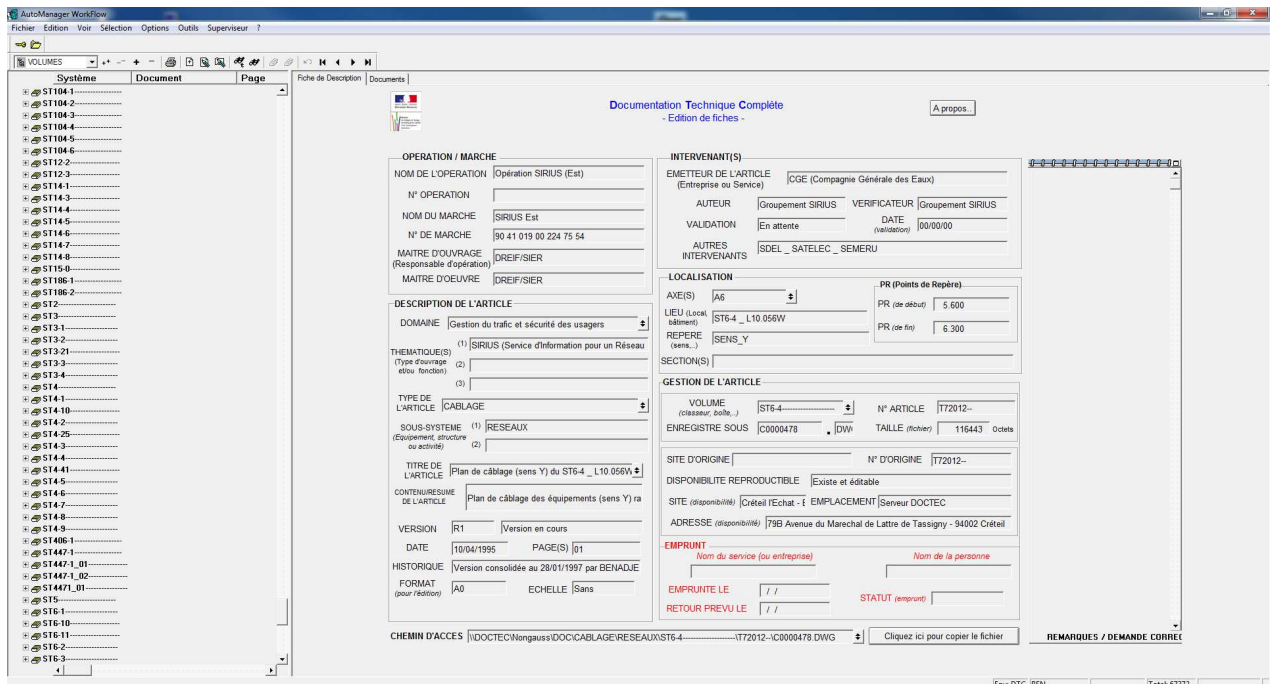 AutoManager WorkFlow
Fichier Edition Voir Sélection Options Outils Superviseur ?
VOLUMES
Système Document Page
ST104-1
ST104-2
ST104-3
ST104-4
ST104-5
ST104-6
ST12-2
ST12-3
ST14-1
ST14-3
ST14-4
ST14-5
ST14-6
ST14-7
ST14-8
ST15-0
ST186-1
ST186-2
ST2
ST3
ST3-1
ST3-2
ST3-21
ST3-3
ST3-4
ST4
ST4-1
ST4-10
ST4-2
ST4-25
ST4-3
ST4-4
ST4-41
ST4-5
ST4-6
ST4-7
ST4-8
ST4-9
ST406-1
ST447-1
ST447-1_01
ST447-1_02
ST4471_01
ST5
ST6-1
ST6-10
ST6-11
ST6-2
ST6-3
Fiche de Description Documents
Documentation Technique Complète
- Edition de fiches -
A propos..
OPERATION / MARCHE
NOM DE L'OPERATION Opération SIRIUS (Est)
N° OPERATION
NOM DU MARCHE SIRIUS Est
N° DE MARCHE 90 41 019 00 224 75 54
MAITRE D'OUVRAGE DREIF/SIER
(Responsable d'opération)
MAITRE D'OEUVRE DREIF/SIER
DESCRIPTION DE L'ARTICLE
DOMAINE Gestion du trafic et sécurité des usagers
THEMATIQUE(S) (1) SIRIUS (Service d'Information pour un Réseau
(Type d'ouvrage et/ou fonction) (2)
(3)
TYPE DE L'ARTICLE CABLAGE
SOUS-SYSTEME (1) RESEAUX
(Equipement, structure ou activité) (2)
TITRE DE L'ARTICLE Plan de câblage (sens Y) du ST6-4 _ L10.056W
CONTENU/RESUME DE L'ARTICLE Plan de câblage des équipements (sens Y) ra
VERSION R1 Version en cours
DATE 10/04/1995 PAGE(S) 01
HISTORIQUE Version consolidée au 28/01/1997 par BENADJE
FORMAT A0 ECHELLE Sans
(pour l'édition)
INTERVENANT(S)
EMETTEUR DE L'ARTICLE CGE (Compagnie Générale des Eaux)
(Entreprise ou Service)
AUTEUR Groupement SIRIUS VERIFICATEUR Groupement SIRIUS
VALIDATION En attente DATE (validation) 00/00/00
AUTRES INTERVENANTS SDEL _ SATELEC _ SEMERU
LOCALISATION
AXE(S) A6
LIEU (Local, bâtiment) ST6-4 _ L10.056W
REPERE (sens,..) SENS_Y
PR (Points de Repère)
PR (de début) 5.600
PR (de fin) 6.300
SECTION(S)
GESTION DE L'ARTICLE
VOLUME ST6-4-------------------- N° ARTICLE T72012--
(classeur, boîte,..)
ENREGISTRE SOUS C0000478 . DW TAILLE (fichier) 116443 Octets
SITE D'ORIGINE N° D'ORIGINE T72012--
DISPONIBILITE REPRODUCTIBLE Existe et éditable
SITE (disponibilité) Créteil l'Echat - EMPLACEMENT Serveur DOCTEC
ADRESSE (disponibilité) 79B Avenue du Marechal de Lattre de Tassigny - 94002 Créteil
EMPRUNT
Nom du service (ou entreprise) Nom de la personne
EMPRUNTE LE / /
STATUT (emprunt)
RETOUR PREVU LE / /
CHEMIN D'ACCES \\DOCTEC\Nongauss\DOC\CABLAGE\RESEAUX\ST6-4--------------------\T72012--\C0000478.DWG
Cliquez ici pour copier le fichier
REMARQUES / DEMANDE CORREC